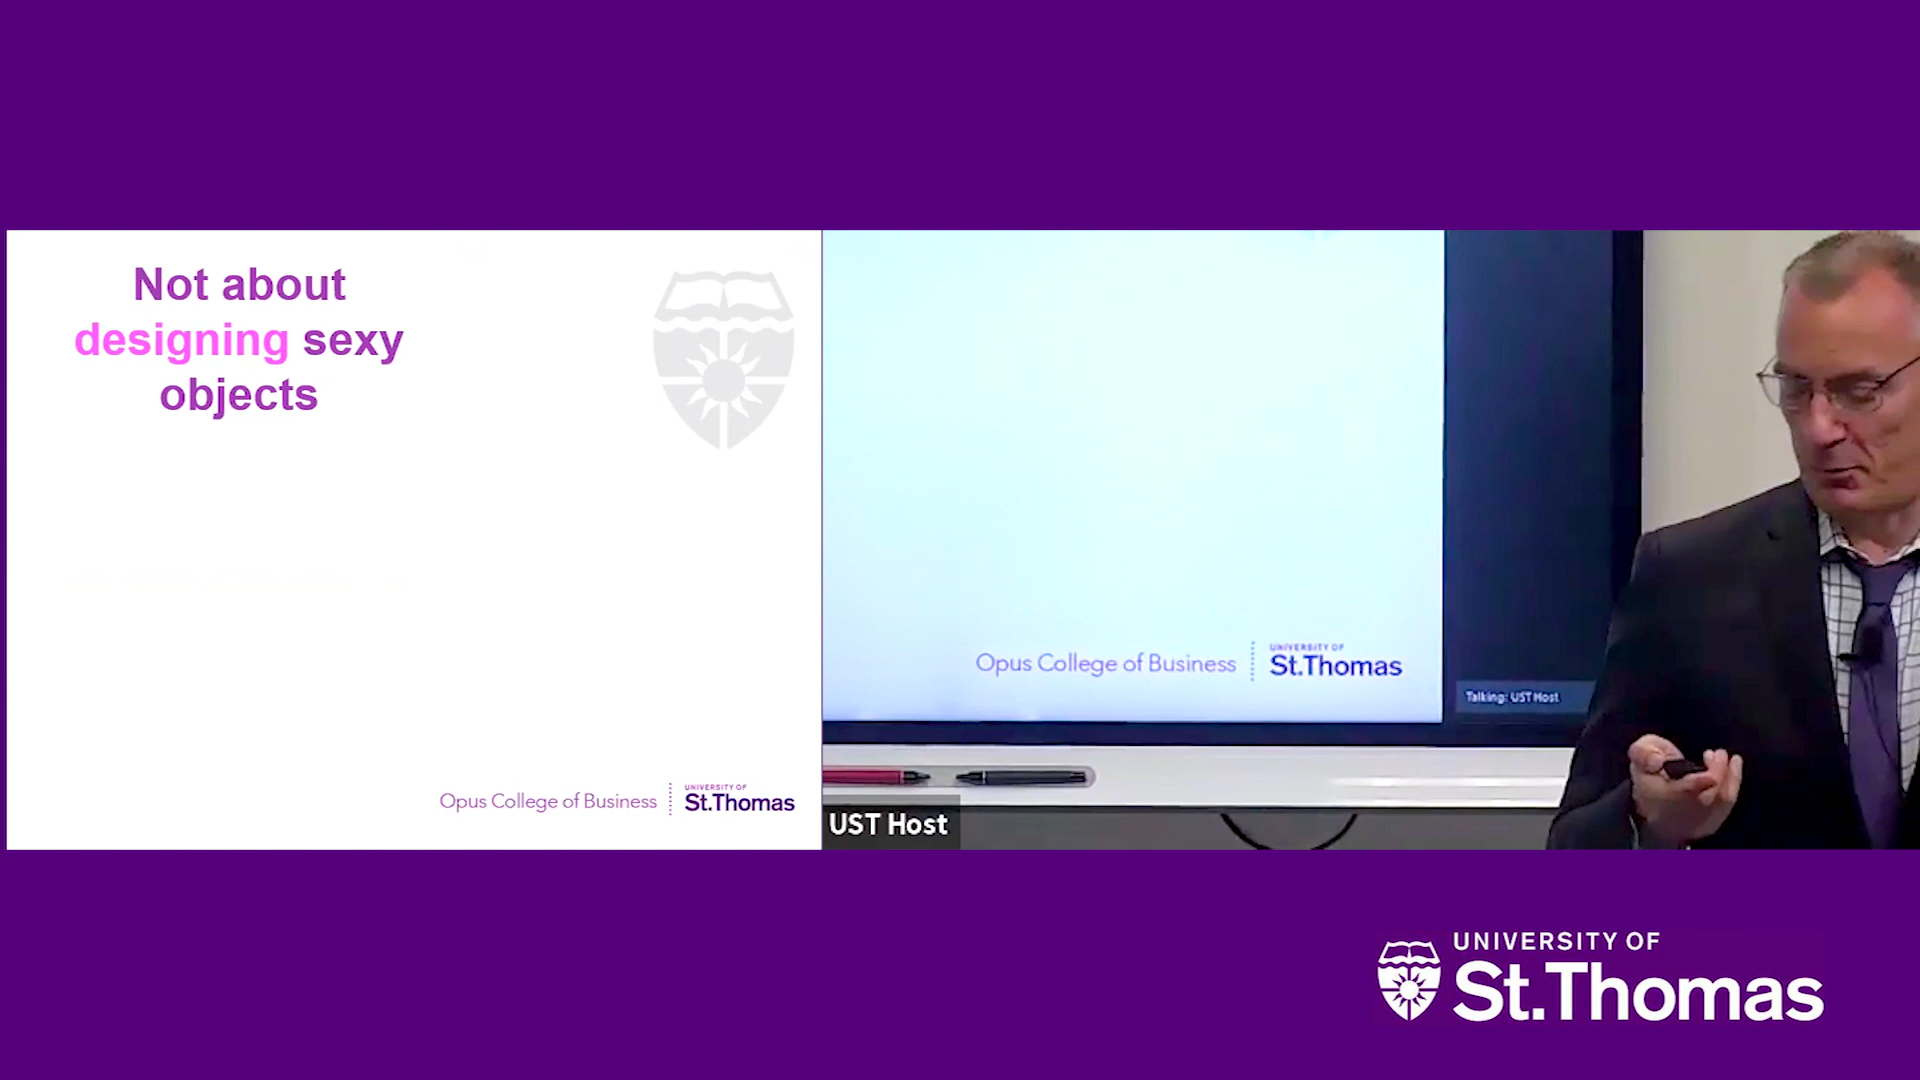 Not about
designing sexy
objects
Opus College of Business
UNIVERSITY OF
St.Thomas
Opus College of Business
UNIVERSITY OF
St.Thomas
Talking: UST Host
UST Host
UNIVERSITY OF
St.Thomas